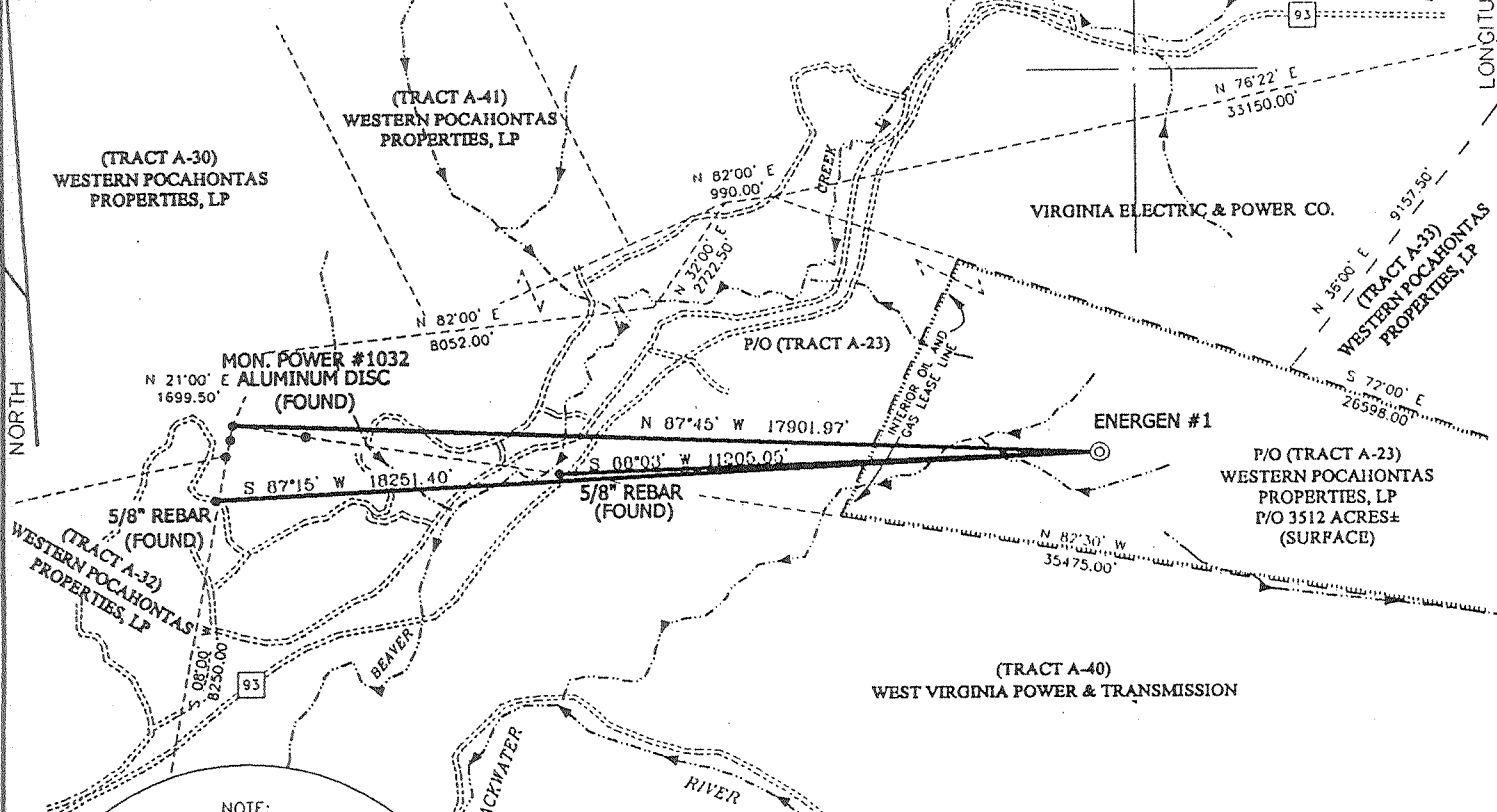 93
LONGITU
N 76°22' E
33150.00'
(TRACT A-41)
WESTERN POCAHONTAS
PROPERTIES, LP
(TRACT A-30)
WESTERN POCAHONTAS
PROPERTIES, LP
N 82°00' E
990.00'
CREEK
VIRGINIA ELECTRIC & POWER CO.
N 35°00' E
9157.50'
(TRACT A-33)
WESTERN POCAHONTAS
PROPERTIES, LP
N 32°00' E
2722.50'
N 82°00' E
8052.00'
P/O (TRACT A-23)
INTERIOR OIL AND
GAS LEASE LINE
MON. POWER #1032
ALUMINUM DISC
(FOUND)
N 21°00' E
1699.50'
NORTH
S 72°00' E
26598.00'
N 87°45' W 17901.97'
ENERGEN #1
S 88°03' W 11205.05'
S 87°15' W 18251.40'
5/8" REBAR
(FOUND)
5/8" REBAR
(FOUND)
P/O (TRACT A-23)
WESTERN POCAHONTAS
PROPERTIES, LP
P/O 3512 ACRES±
(SURFACE)
N 82°30' W
35475.00'
(TRACT A-32)
WESTERN POCAHONTAS
PROPERTIES, LP
S 08°00' W
8250.00'
93
BEAVER
(TRACT A-40)
WEST VIRGINIA POWER & TRANSMISSION
ACKWATER
RIVER
NOTE: